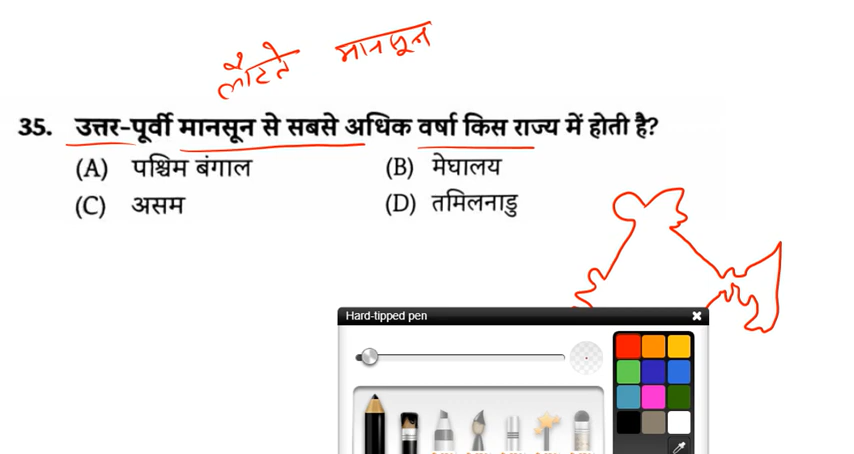 लौटते मानसून
35. उत्तर-पूर्वी मानसून से सबसे अधिक वर्षा किस राज्य में होती है?
(A) पश्चिम बंगाल (B) मेघालय
(C) असम (D) तमिलनाडु
Hard-tipped pen